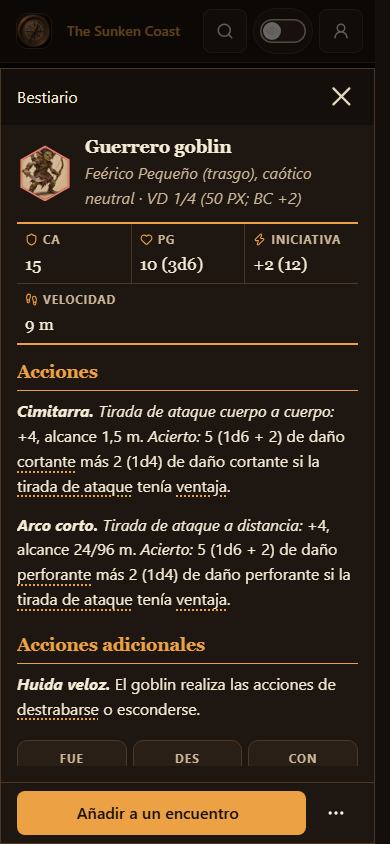 The Sunken Coast
Bestiario
Guerrero goblin
Feérico Pequeño (trasgo), caótico
neutral · VD 1/4 (50 PX; BC +2)
CA
PG
INICIATIVA
15
10 (3d6)
+2 (12)
VELOCIDAD
9 m
Acciones
Cimitarra. Tirada de ataque cuerpo a cuerpo:
+4, alcance 1,5 m. Acierto: 5 (1d6 + 2) de daño
cortante más 2 (1d4) de daño cortante si la
tirada de ataque tenía ventaja.
Arco corto. Tirada de ataque a distancia: +4,
alcance 24/96 m. Acierto: 5 (1d6 + 2) de daño
perforante más 2 (1d4) de daño perforante si la
tirada de ataque tenía ventaja.
Acciones adicionales
Huida veloz. El goblin realiza las acciones de
destrabarse o esconderse.
FUE
DES
CON
Añadir a un encuentro